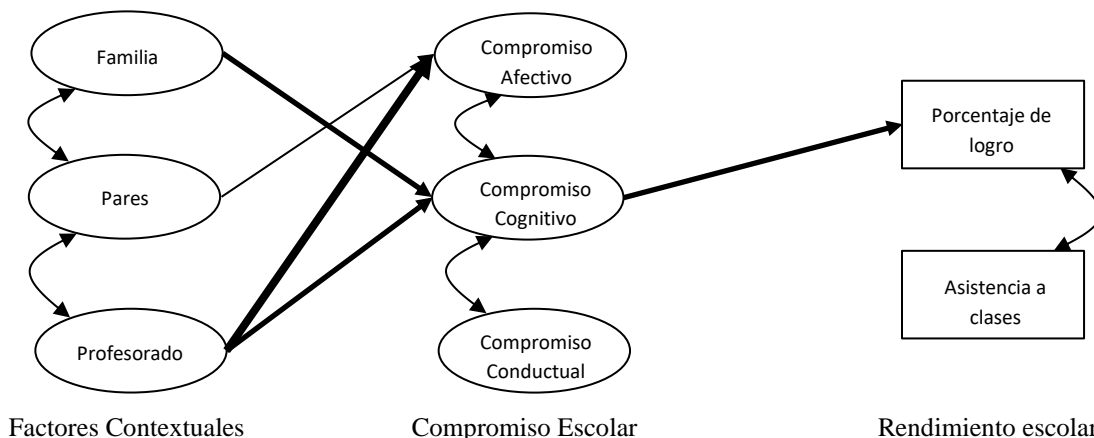 Familia
Pares
Profesorado
Factores Contextuales
Compromiso
Afectivo
Compromiso
Cognitivo
Compromiso
Conductual
Compromiso Escolar
Porcentaje de
logro
Asistencia a
clases
Rendimiento escolar